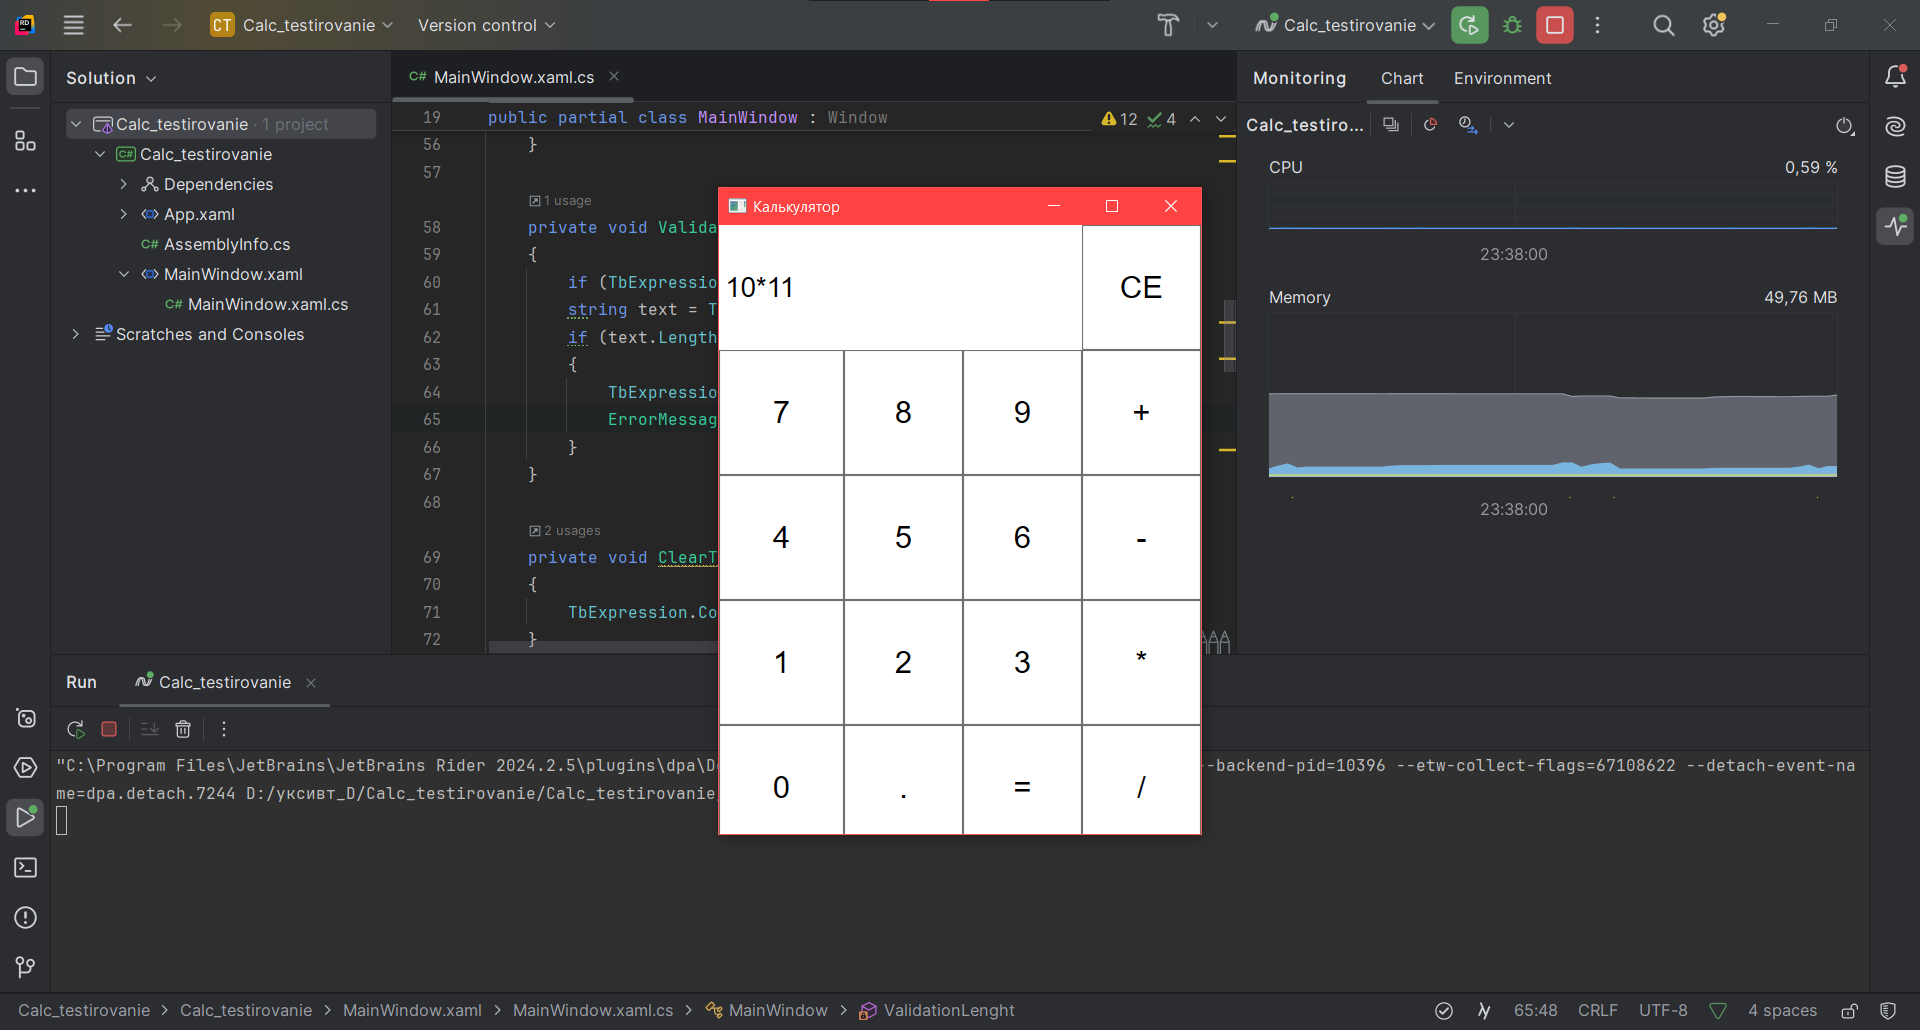 CT Calc_testirovanie Version control Calc_testirovanie
Solution
Calc_testirovanie · 1 project
C# Calc_testirovanie
Dependencies
App.xaml
C# AssemblyInfo.cs
MainWindow.xaml
C# MainWindow.xaml.cs
Scratches and Consoles
C# MainWindow.xaml.cs
19 public partial class MainWindow : Window 12 4
56 }
57
1 usage
58 private void Valida
59 {
60 if (TbExpressio
61 string text = T
62 if (text.Length
63 {
64 TbExpressio
65 ErrorMessag
66 }
67 }
68
2 usages
69 private void ClearT
70 {
71 TbExpression.Co
72 }
Калькулятор
10*11 CE
7 8 9 +
4 5 6 -
1 2 3 *
0 . = /
Monitoring Chart Environment
Calc_testiro...
CPU 0,59 %
23:38:00
Memory 49,76 MB
23:38:00
Run Calc_testirovanie
"C:\Program Files\JetBrains\JetBrains Rider 2024.2.5\plugins\dpa\D --backend-pid=10396 --etw-collect-flags=67108622 --detach-event-na
me=dpa.detach.7244 D:/уксивт_D/Calc_testirovanie/Calc_testirovanie
Calc_testirovanie > Calc_testirovanie > MainWindow.xaml > MainWindow.xaml.cs > MainWindow > ValidationLenght 65:48 CRLF UTF-8 4 spaces